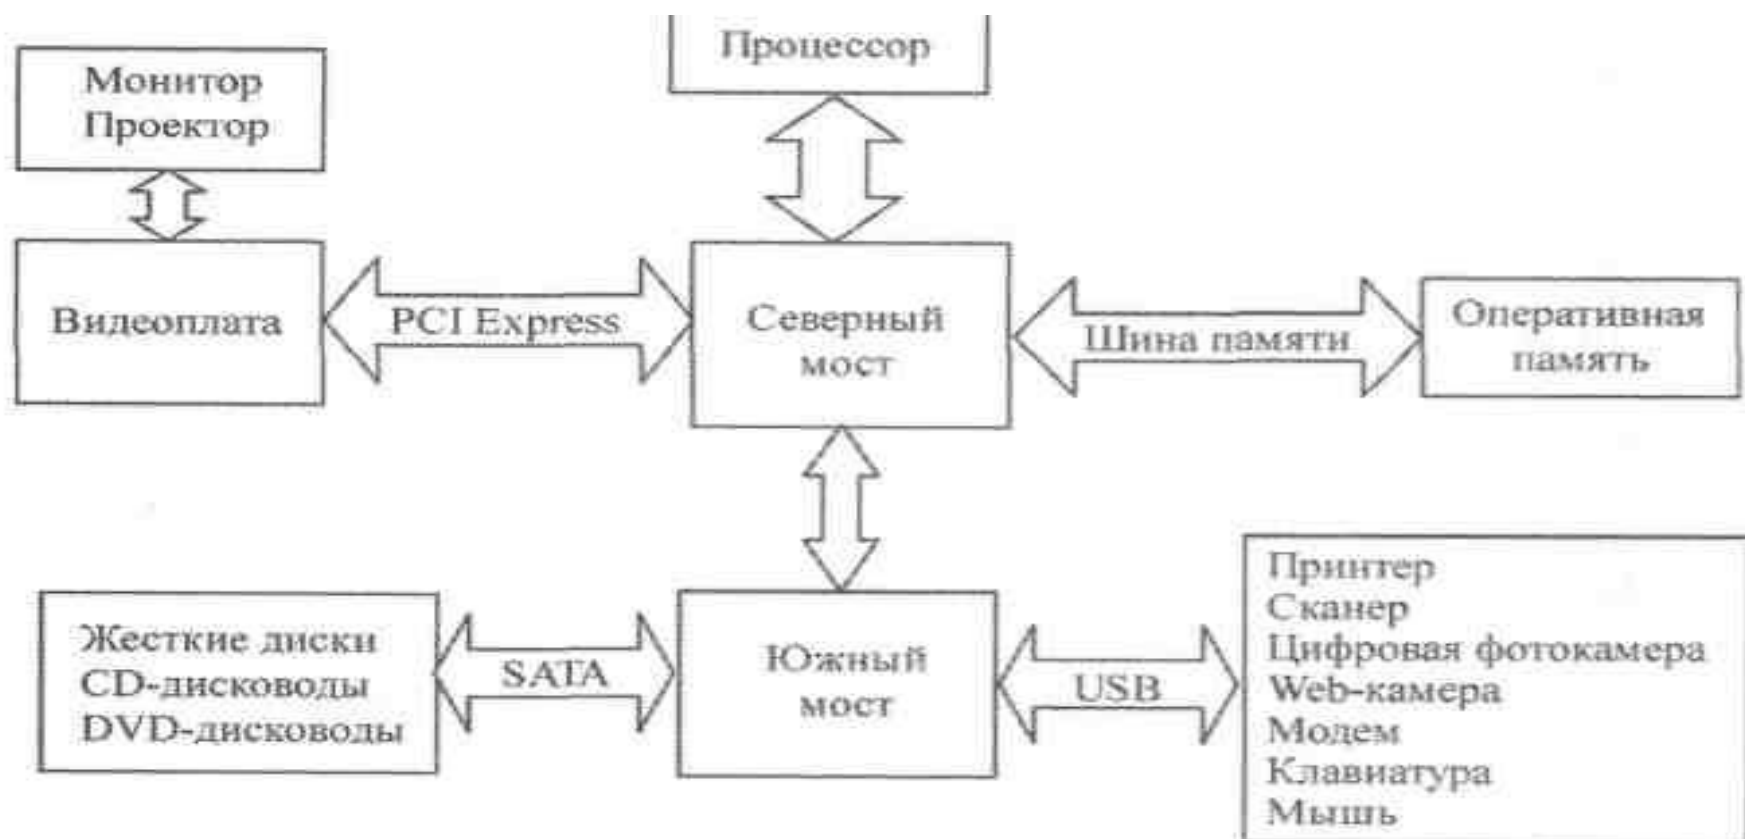 Процессор
Монитор
Проектор
Видеоплата
PCI Express
Северный
мост
Шина памяти
Оперативная
память
Жесткие диски
CD-дисководы
DVD-дисководы
SATA
Южный
мост
USB
Принтер
Сканер
Цифровая фотокамера
Web-камера
Модем
Клавиатура
Мышь